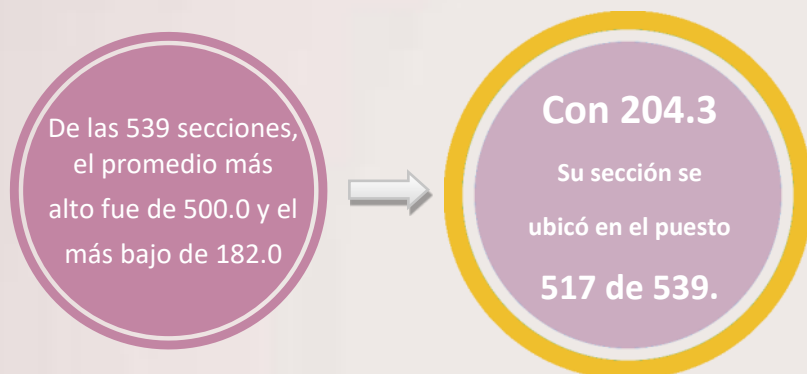 De las 539 secciones,
el promedio más
alto fue de 500.0 y el
más bajo de 182.0
Con 204.3
Su sección se
ubicó en el puesto
517 de 539.